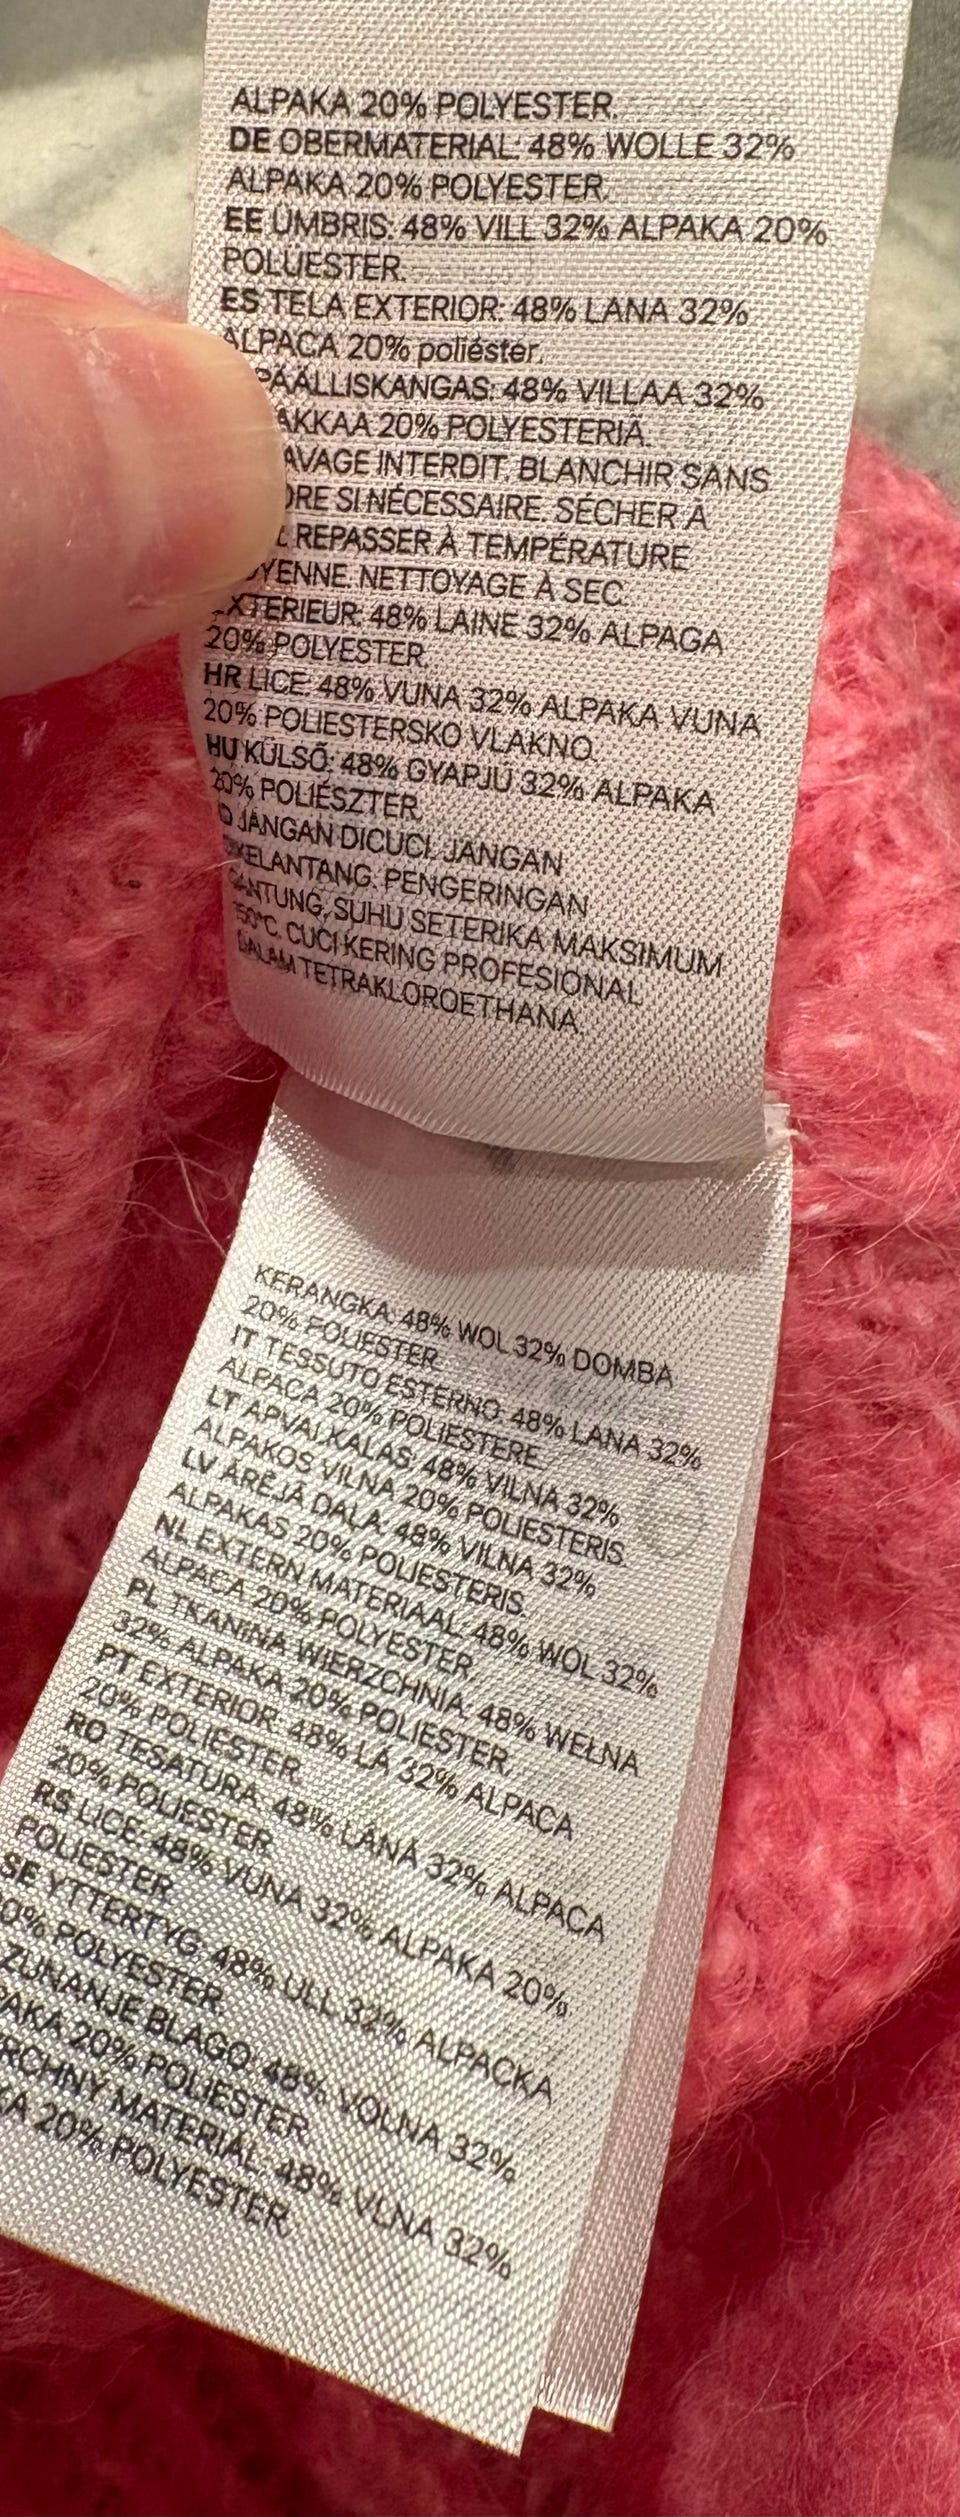 ALPAKA 20% POLYESTER.
DE OBERMATERIAL: 48% WOLLE 32%
ALPAKA 20% POLYESTER.
EE ÜMBRIS: 48% VILL 32% ALPAKA 20%
POLÜESTER.
ES TELA EXTERIOR: 48% LANA 32%
ALPACA 20% poliéster.
PÄÄLLISKANGAS: 48% VILLAA 32%
AKKAA 20% POLYESTERIÄ.
AVAGE INTERDIT. BLANCHIR SANS
ORE SI NÉCESSAIRE. SÉCHER À
L REPASSER À TEMPÉRATURE
OYENNE. NETTOYAGE À SEC.
EXTÉRIEUR: 48% LAINE 32% ALPAGA
20% POLYESTER.
HR LICE: 48% VUNA 32% ALPAKA VUNA
20% POLIESTERSKO VLAKNO.
HU KÜLSŐ: 48% GYAPJÚ 32% ALPAKA
20% POLIÉSZTER.
D JANGAN DICUCI. JANGAN
KELANTANG. PENGERINGAN
GANTUNG, SUHU SETERIKA MAKSIMUM
150°C. CUCI KERING PROFESIONAL
DALAM TETRAKLOROETHANA.
KERANGKA: 48% WOL 32% DOMBA
20% POLIESTER.
IT TESSUTO ESTERNO: 48% LANA 32%
ALPACA 20% POLIESTERE.
LT APVALKALAS: 48% VILNA 32%
ALPAKOS VILNA 20% POLIESTERIS.
LV ĀRĒJĀ DAĻA: 48% VILNA 32%
ALPAKAS 20% POLIESTERIS.
NL EXTERN MATERIAAL: 48% WOL 32%
ALPACA 20% POLYESTER.
PL TKANINA WIERZCHNIA: 48% WEŁNA
32% ALPAKA 20% POLIESTER.
PT EXTERIOR: 48% LÃ 32% ALPACA
20% POLIÉSTER.
RO ȚESĂTURĂ: 48% LÂNĂ 32% ALPACA
20% POLIESTER.
RS LICE: 48% VUNA 32% ALPAKA 20%
POLIESTER.
SE YTTERTYG: 48% ULL 32% ALPACKA
0% POLYESTER.
ZUNANJE BLAGO: 48% VOLNA 32%
PAKA 20% POLIESTER.
RCHNÝ MATERIÁL: 48% VLNA 32%
KA 20% POLYESTER.